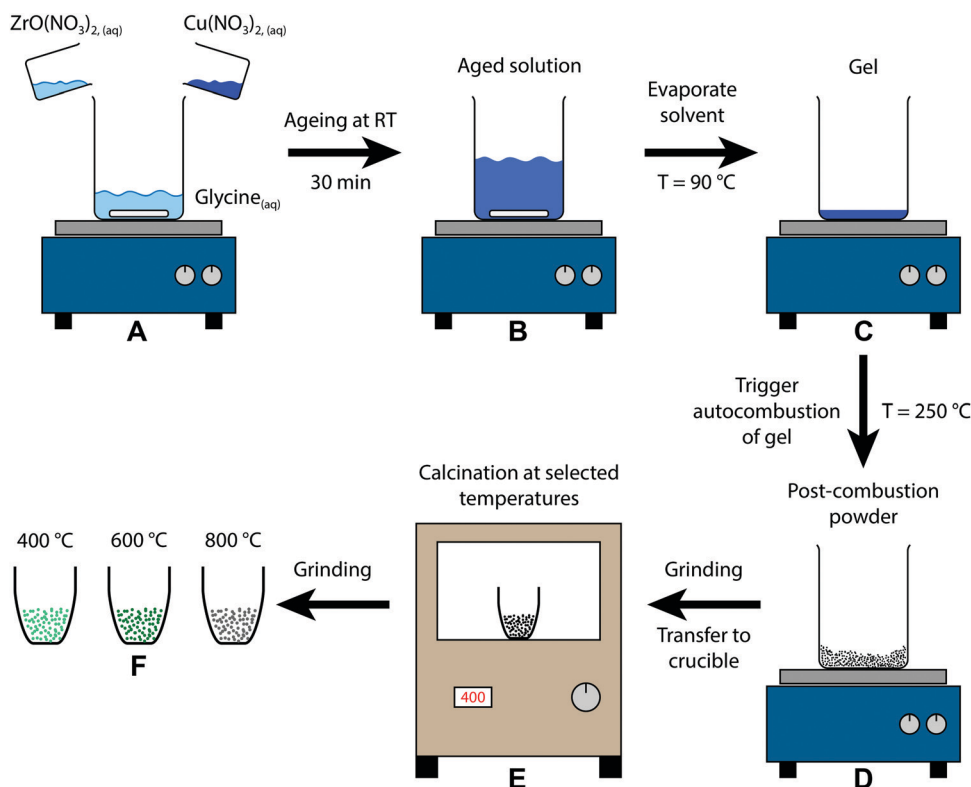 ZrO(NO₃)₂, (aq)
Cu(NO₃)₂, (aq)
Glycine(aq)
A
Ageing at RT
30 min
Aged solution
B
Evaporate
solvent
T = 90 °C
Gel
C
Trigger
autocombustion
of gel
T = 250 °C
Post-combustion
powder
D
Grinding
Transfer to
crucible
Calcination at selected
temperatures
400
E
Grinding
400 °C
600 °C
800 °C
F